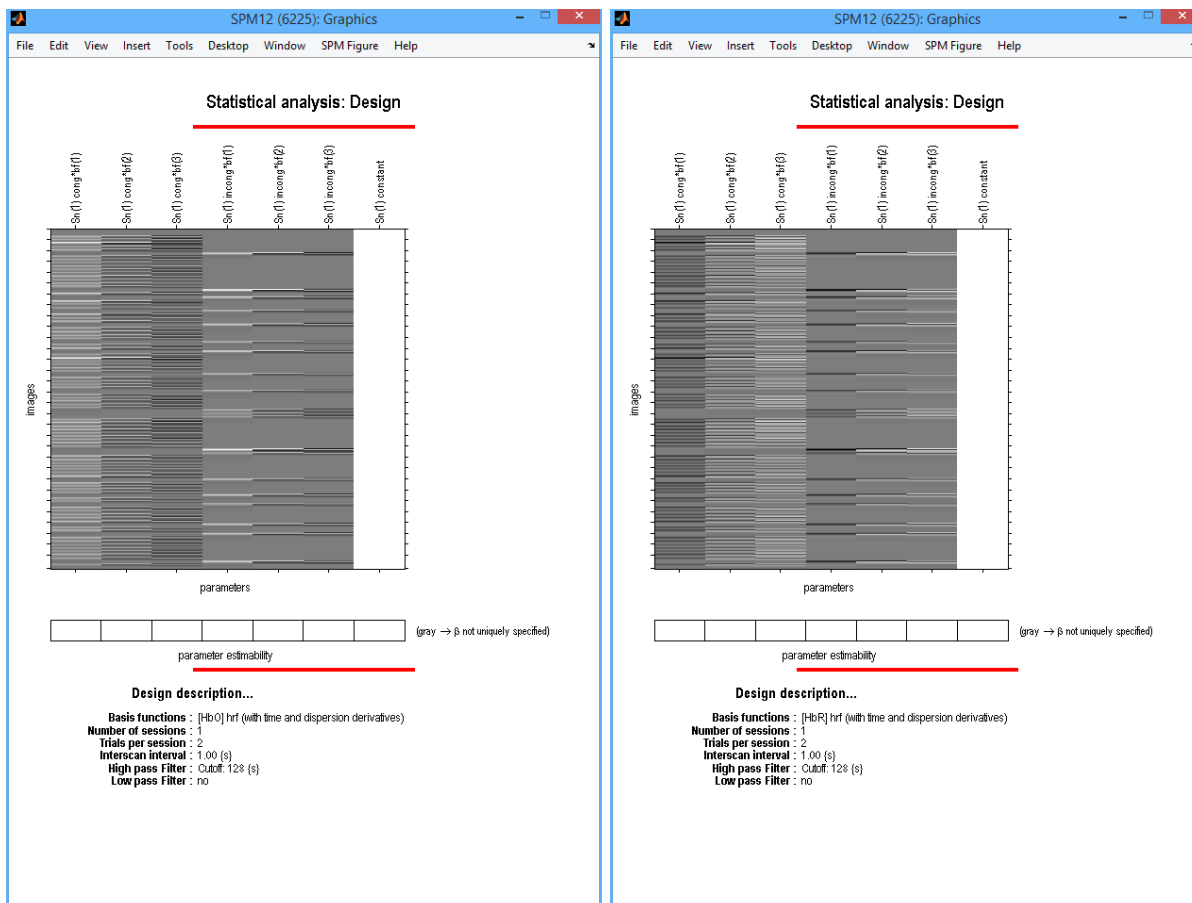 SPM12 (6225): Graphics
File Edit View Insert Tools Desktop Window SPM Figure Help
Statistical analysis: Design
Sn(1) cong*bf(1)
Sn(1) cong*bf(2)
Sn(1) cong*bf(3)
Sn(1) incong*bf(1)
Sn(1) incong*bf(2)
Sn(1) incong*bf(3)
Sn(1) constant
images
parameters
(gray → β not uniquely specified)
parameter estimability
Design description...
Basis functions : [HbO] hrf (with time and dispersion derivatives)
Number of sessions : 1
Trials per session : 2
Interscan interval : 1.00 {s}
High pass Filter : Cutoff: 128 {s}
Low pass Filter : no
SPM12 (6225): Graphics
File Edit View Insert Tools Desktop Window SPM Figure Help
Statistical analysis: Design
Sn(1) cong*bf(1)
Sn(1) cong*bf(2)
Sn(1) cong*bf(3)
Sn(1) incong*bf(1)
Sn(1) incong*bf(2)
Sn(1) incong*bf(3)
Sn(1) constant
images
parameters
(gray → β not uniquely specified)
parameter estimability
Design description...
Basis functions : [HbR] hrf (with time and dispersion derivatives)
Number of sessions : 1
Trials per session : 2
Interscan interval : 1.00 {s}
High pass Filter : Cutoff: 128 {s}
Low pass Filter : no